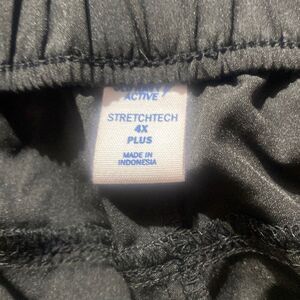 ACTIVE
STRETCHTECH
4X
PLUS
MADE IN
INDONESIA